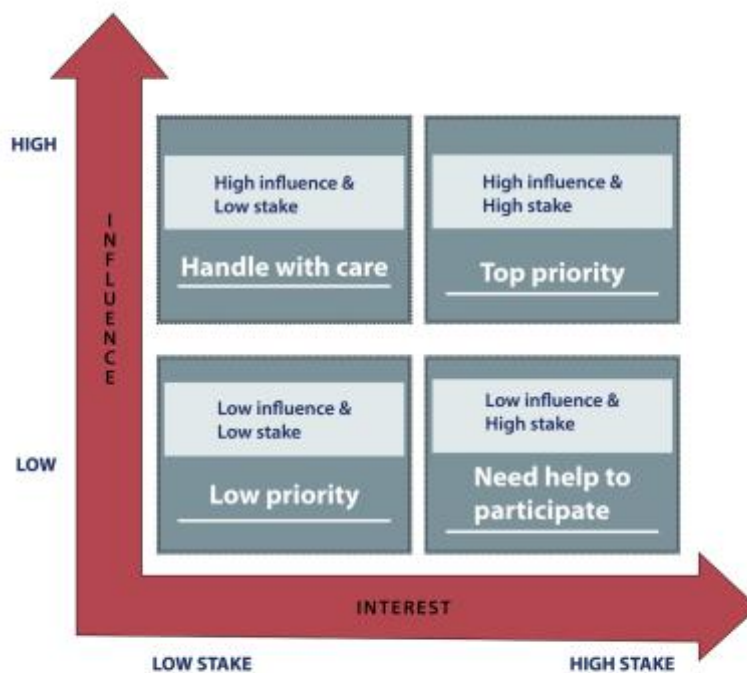 HIGH
High influence &
Low stake
Handle with care
High influence &
High stake
Top priority
INFLUENCE
Low influence &
Low stake
Low priority
Low influence &
High stake
Need help to
participate
LOW
INTEREST
LOW STAKE
HIGH STAKE